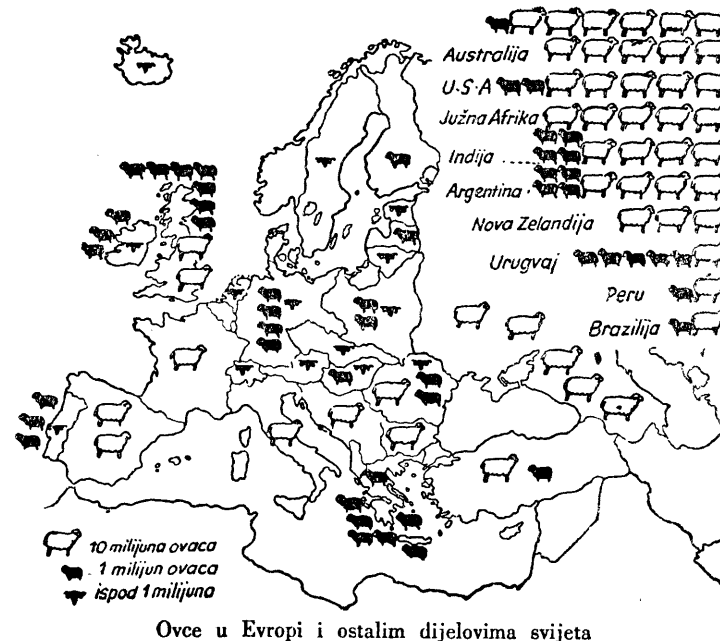 Australija
U.S.A
Južna Afrika
Indija
Argentina
Nova Zelandija
Urugvaj
Peru
Brazilija
10 milijuna ovaca
1 milijun ovaca
ispod 1 milijuna
Ovce u Evropi i ostalim dijelovima svijeta